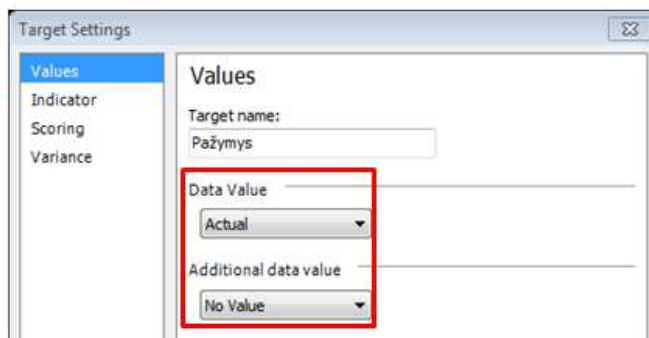 Target Settings
Values
Indicator
Scoring
Variance
Values
Target name:
Pažymys
Data Value
Actual
Additional data value
No Value